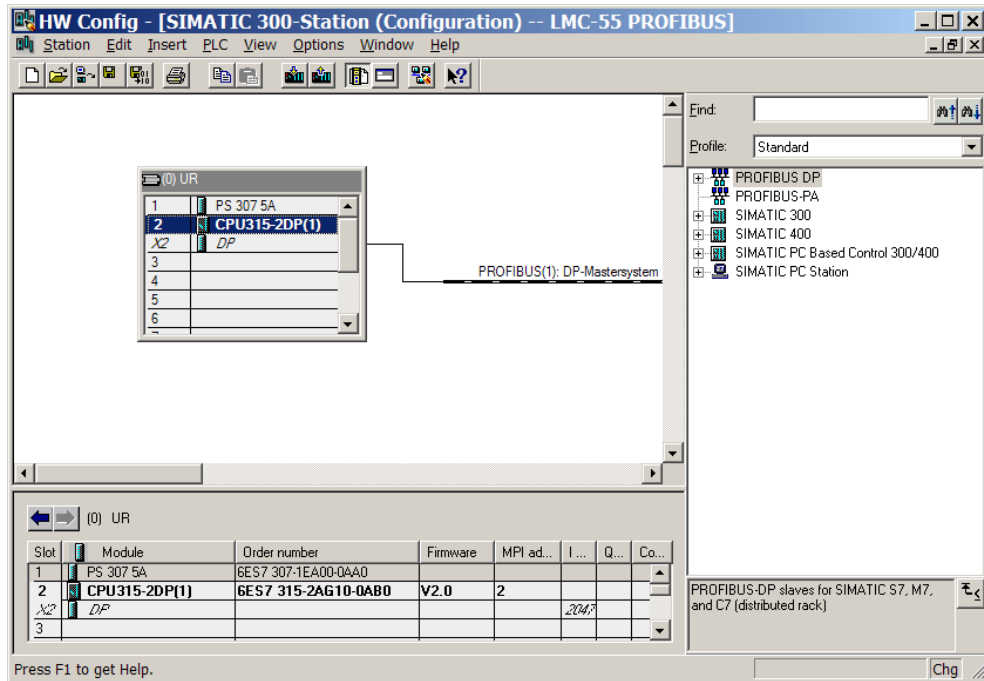 HW Config - [SIMATIC 300-Station (Configuration) -- LMC-55 PROFIBUS]
Station Edit Insert PLC View Options Window Help
(0) UR
1 PS 307 5A
2 CPU315-2DP(1)
X2 DP
3
4
5
6
PROFIBUS(1): DP-Mastersystem
Find:
Profile: Standard
PROFIBUS DP
PROFIBUS-PA
SIMATIC 300
SIMATIC 400
SIMATIC PC Based Control 300/400
SIMATIC PC Station
(0) UR
Slot Module Order number Firmware MPI ad... I ... Q... Co...
1 PS 307 5A 6ES7 307-1EA00-0AA0
2 CPU315-2DP(1) 6ES7 315-2AG10-0AB0 V2.0 2
X2 DP 2047
3
PROFIBUS-DP slaves for SIMATIC S7, M7,
and C7 (distributed rack)
Press F1 to get Help.
Chg